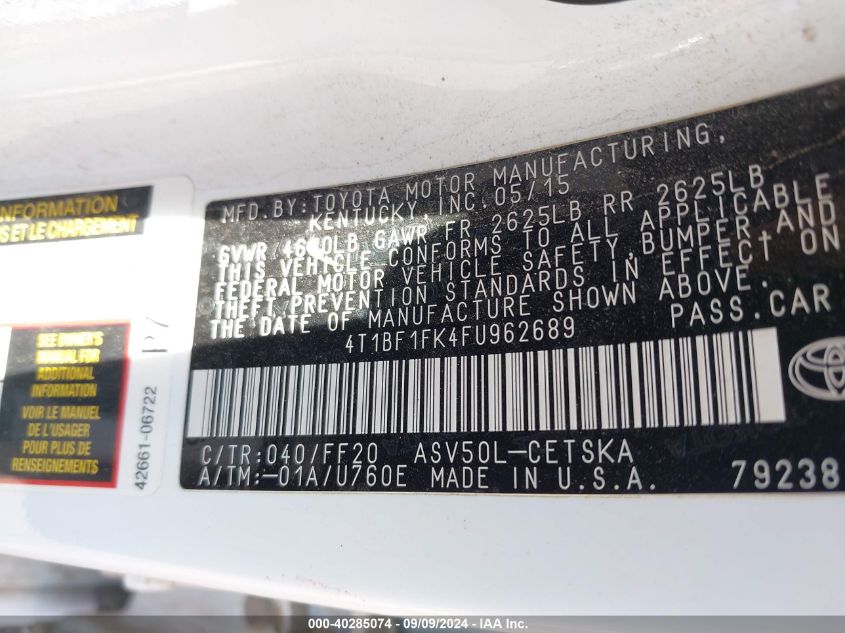 MFD.BY:TOYOTA MOTOR MANUFACTURING,
KENTUCKY, INC. 05/15
GVWR GAWR FR 2625LB RR 2625LB
THIS VEHICLE CONFORMS TO ALL APPLICABLE
FEDERAL MOTOR VEHICLE SAFETY, BUMPER, AND
THEFT PREVENTION STANDARDS IN EFFECT ON
THE DATE OF MANUFACTURE SHOWN ABOVE.
4T1BF1FK4FU962689 PASS.CAR
C/TR:040/FF20 ASV50L-CETSKA
A/TM:-01A/U760E MADE IN U.S.A. 79238
NFORMATION
S ET LE CHARGEMENT
SEE OWNER'S
MANUAL FOR
ADDITIONAL
INFORMATION
VOIR LE MANUEL
DE L'USAGER
POUR PLUS DE
RENSEIGNEMENTS
42661-06722
000-40285074 - 09/09/2024 - IAA Inc.